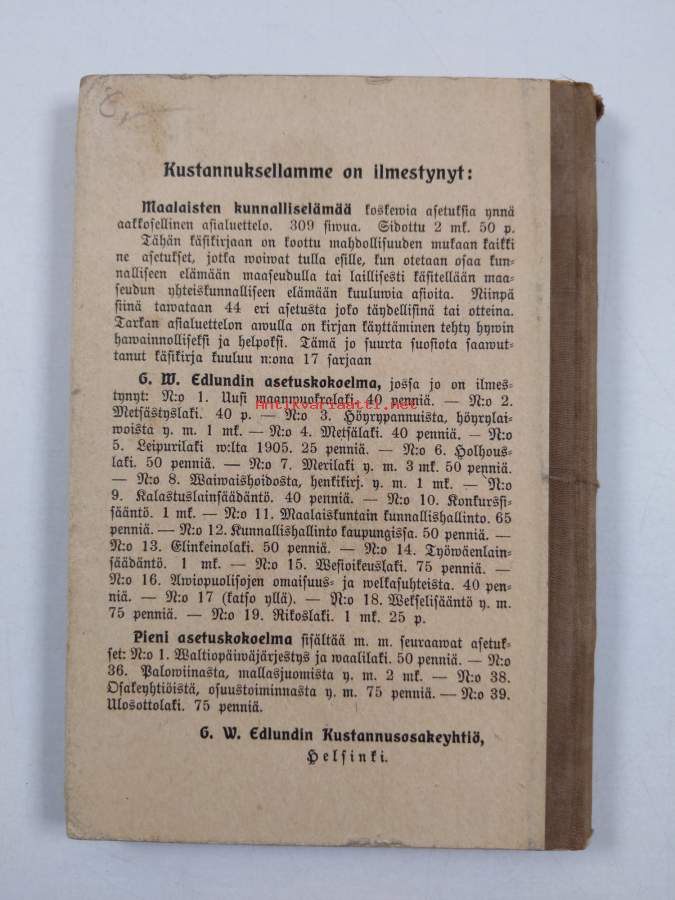 Kustannuksellamme on ilmestynyt:
Maalaisten kunnalliselämää koskewia asetuksia ynnä
aakkosellinen asialuettelo. 309 siwua. Sidottu 2 mk. 50 p.
Tähän käsikirjaan on koottu mahdollisuuden mukaan kaikki
ne asetukset, jotka woiwat tulla esille, kun otetaan osaa kun-
nalliseen elämään maaseudulla tai laillisesti käsitellään maa-
seudun yhteiskunnalliseen elämään kuuluwia asioita. Niinpä
siinä tawataan 44 eri asetusta joko täydellisinä tai otteina.
Tarkan asialuettelon awulla on kirjan käyttäminen tehty hywin
hawainnolliseksi ja helpoksi. Tämä jo suurta suosiota saawut-
tanut käsikirja kuuluu n:ona 17 sarjaan
G. W. Edlundin asetuskokoelma, jossa jo on ilmes-
tynyt: N:o 1. Uusi maanwuokralaki. 40 penniä. — N:o 2.
antikvariaatti.net
Metsästyslaki. 40 p. — N:o 3. Höyrypannuista, höyrylai-
woista y. m. 1 mk. — N:o 4. Metsälaki. 40 penniä. — N:o
5. Leipurilaki w:lta 1905. 25 penniä. — N:o 6. Holhous-
laki. 50 penniä. — N:o 7. Merilaki y. m. 3 mk. 50 penniä.
— N:o 8. Waiwaishoidosta, henkikirj. y. m. 1 mk. — N:o
9. Kalastuslainsäädäntö. 40 penniä. — N:o 10. Konkurssi-
sääntö. 1 mk. — N:o 11. Maalaiskuntain kunnallishallinto. 65
penniä. — N:o 12. Kunnallishallinto kaupungissa. 50 penniä. —
N:o 13. Elinkeinolaki. 50 penniä. — N:o 14. Työwäenlain-
säädäntö. 1 mk. — N:o 15. Wesioikeuslaki. 75 penniä. —
N:o 16. Awiopuolisojen omaisuus- ja welkasuhteista. 40 pen-
niä. — N:o 17 (katso yllä). — N:o 18. Wekselisääntö y. m.
75 penniä. — N:o 19. Rikoslaki. 1 mk. 25 p.
Pieni asetuskokoelma sisältää m. m. seuraawat asetuk-
set: N:o 1. Waltiopäiwäjärjestys ja waalilaki. 50 penniä. — N:o
36. Palowiinasta, mallasjuomista y. m. 2 mk. — N:o 38.
Osakeyhtiöistä, osuustoiminnasta y. m. 75 penniä. — N:o 39.
Ulosottolaki. 75 penniä.
G. W. Edlundin Kustannusosakeyhtiö,
Helsinki.